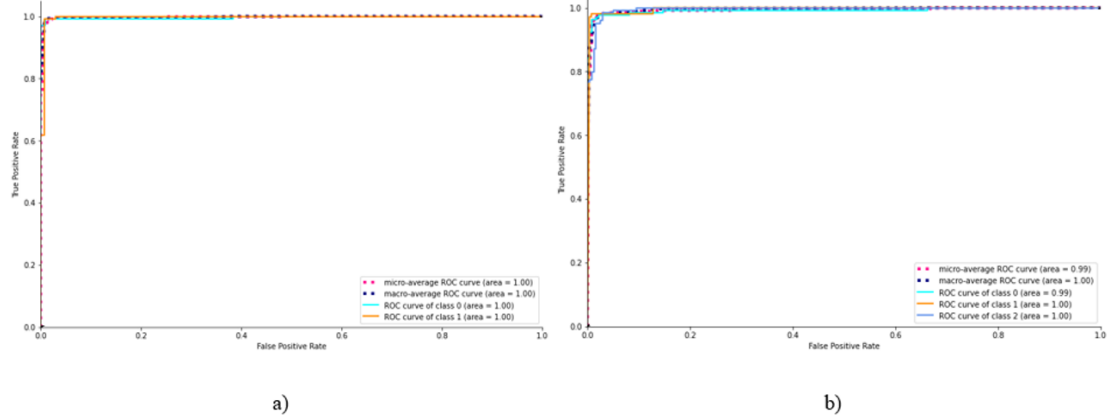 1.0
0.8
0.6
0.4
0.2
0.0
True Positive Rate
0.0 0.2 0.4 0.6 0.8 1.0
False Positive Rate
micro-average ROC curve (area = 1.00)
macro-average ROC curve (area = 1.00)
ROC curve of class 0 (area = 1.00)
ROC curve of class 1 (area = 1.00)
a)
1.0
0.8
0.6
0.4
0.2
0.0
True Positive Rate
0.0 0.2 0.4 0.6 0.8 1.0
False Positive Rate
micro-average ROC curve (area = 0.99)
macro-average ROC curve (area = 1.00)
ROC curve of class 0 (area = 0.99)
ROC curve of class 1 (area = 1.00)
ROC curve of class 2 (area = 1.00)
b)